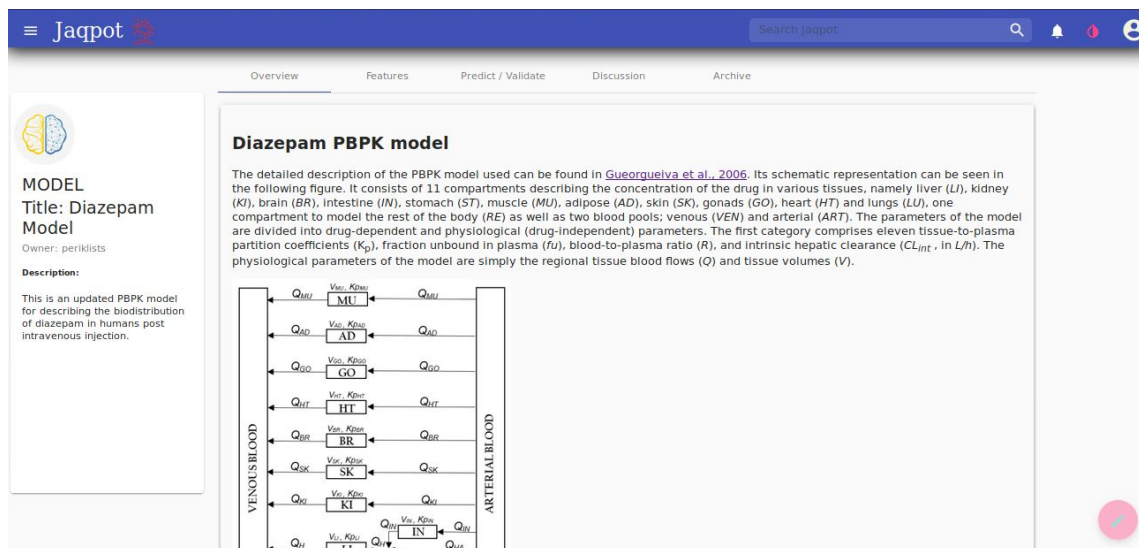 Jaqpot
Search Jaqpot
Overview Features Predict / Validate Discussion Archive
MODEL
Title: Diazepam
Model
Owner: periklists
Description:
This is an updated PBPK model
for describing the biodistribution
of diazepam in humans post
intravenous injection.
Diazepam PBPK model
The detailed description of the PBPK model used can be found in Gueorgueiva et al., 2006. Its schematic representation can be seen in
the following figure. It consists of 11 compartments describing the concentration of the drug in various tissues, namely liver (LI), kidney
(KI), brain (BR), intestine (IN), stomach (ST), muscle (MU), adipose (AD), skin (SK), gonads (GO), heart (HT) and lungs (LU), one
compartment to model the rest of the body (RE) as well as two blood pools; venous (VEN) and arterial (ART). The parameters of the model
are divided into drug-dependent and physiological (drug-independent) parameters. The first category comprises eleven tissue-to-plasma
partition coefficients (Kp), fraction unbound in plasma (fu), blood-to-plasma ratio (R), and intrinsic hepatic clearance (CLint , in L/h). The
physiological parameters of the model are simply the regional tissue blood flows (Q) and tissue volumes (V).
VENOUS BLOOD
ARTERIAL BLOOD
QMU VMU, KpMU QMU
MU
QAD VAD, KpAD QAD
AD
QGO VGO, KpGO QGO
GO
QHT VHT, KpHT QHT
HT
QBR VBR, KpBR QBR
BR
QSK VSK, KpSK QSK
SK
QKI VKI, KpKI QKI
KI
QIN VIN, KpIN QIN
IN
QH VLI, KpLI QH QHA
LI